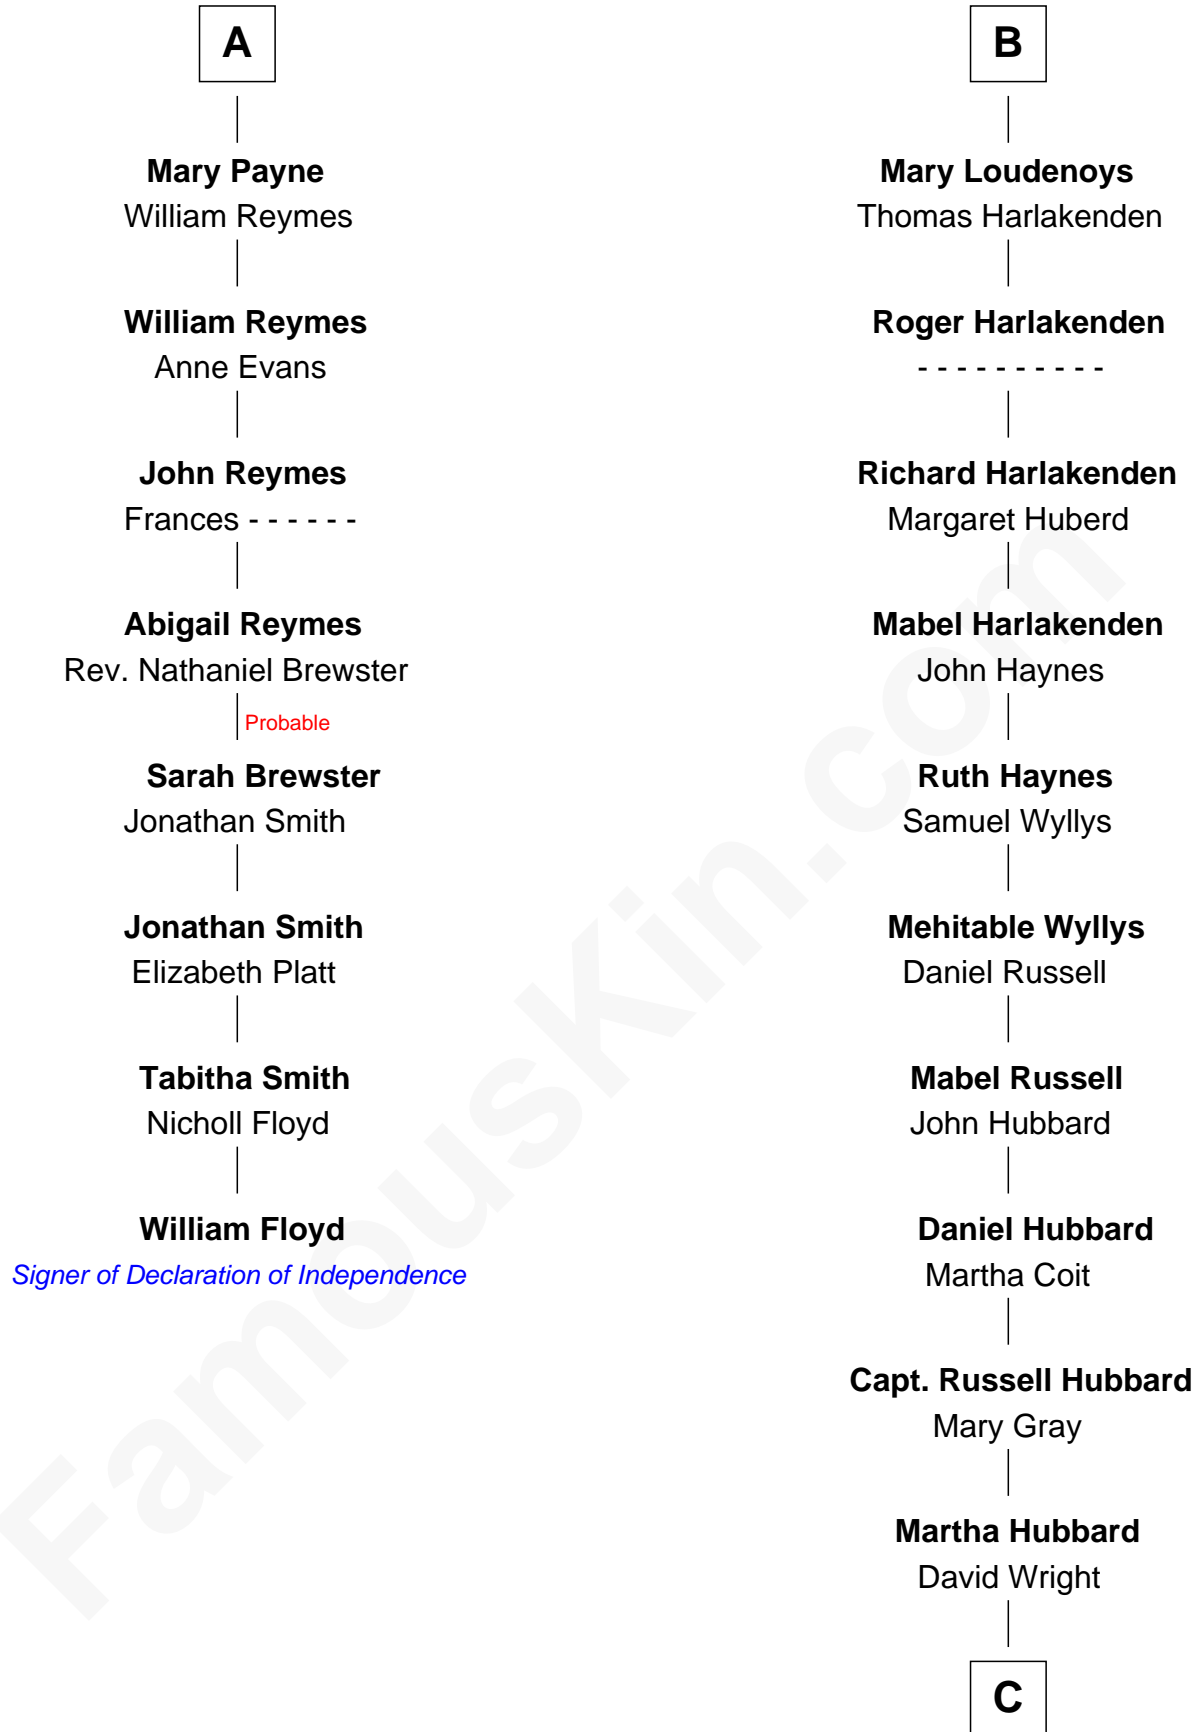 A
Mary Payne
William Reymes
William Reymes
Anne Evans
John Reymes
Frances - - - - - -
Abigail Reymes
Rev. Nathaniel Brewster
Probable
Sarah Brewster
Jonathan Smith
Jonathan Smith
Elizabeth Platt
Tabitha Smith
Nicholl Floyd
William Floyd
Signer of Declaration of Independence
B
Mary Loudenoys
Thomas Harlakenden
Roger Harlakenden
- - - - - - - - - -
Richard Harlakenden
Margaret Huberd
Mabel Harlakenden
John Haynes
Ruth Haynes
Samuel Wyllys
Mehitable Wyllys
Daniel Russell
Mabel Russell
John Hubbard
Daniel Hubbard
Martha Coit
Capt. Russell Hubbard
Mary Gray
Martha Hubbard
David Wright
C
FamousKin.com